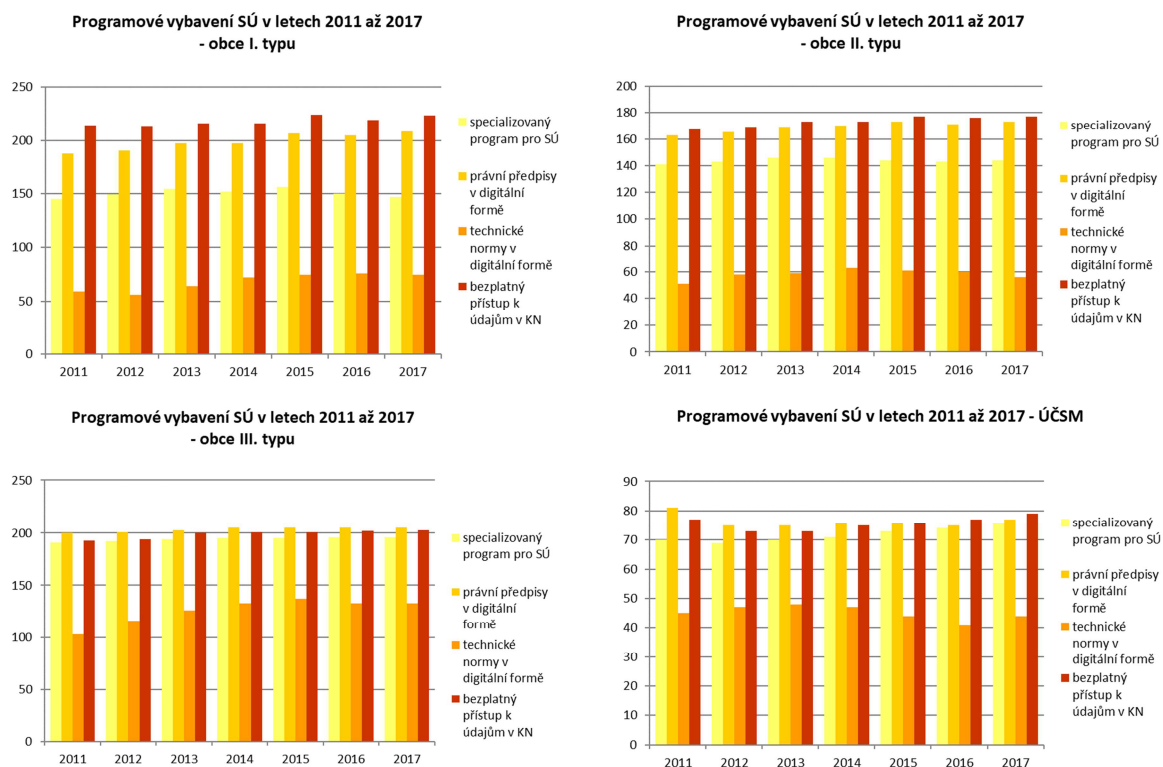 Programové vybavení SÚ v letech 2011 až 2017
- obce I. typu
250
200
150
100
50
0
2011 2012 2013 2014 2015 2016 2017
specializovaný
program pro SÚ
právní předpisy
v digitální
formě
technické
normy v
digitální formě
bezplatný
přístup k
údajům v KN
Programové vybavení SÚ v letech 2011 až 2017
- obce II. typu
200
180
160
140
120
100
80
60
40
20
0
2011 2012 2013 2014 2015 2016 2017
specializovaný
program pro SÚ
právní předpisy
v digitální
formě
technické
normy v
digitální formě
bezplatný
přístup k
údajům v KN
Programové vybavení SÚ v letech 2011 až 2017
- obce III. typu
250
200
150
100
50
0
2011 2012 2013 2014 2015 2016 2017
specializovaný
program pro SÚ
právní předpisy
v digitální
formě
technické
normy v
digitální formě
bezplatný
přístup k
údajům v KN
Programové vybavení SÚ v letech 2011 až 2017 - ÚČSM
90
80
70
60
50
40
30
20
10
0
2011 2012 2013 2014 2015 2016 2017
specializovaný
program pro SÚ
právní předpisy
v digitální
formě
technické
normy v
digitální formě
bezplatný
přístup k
údajům v KN